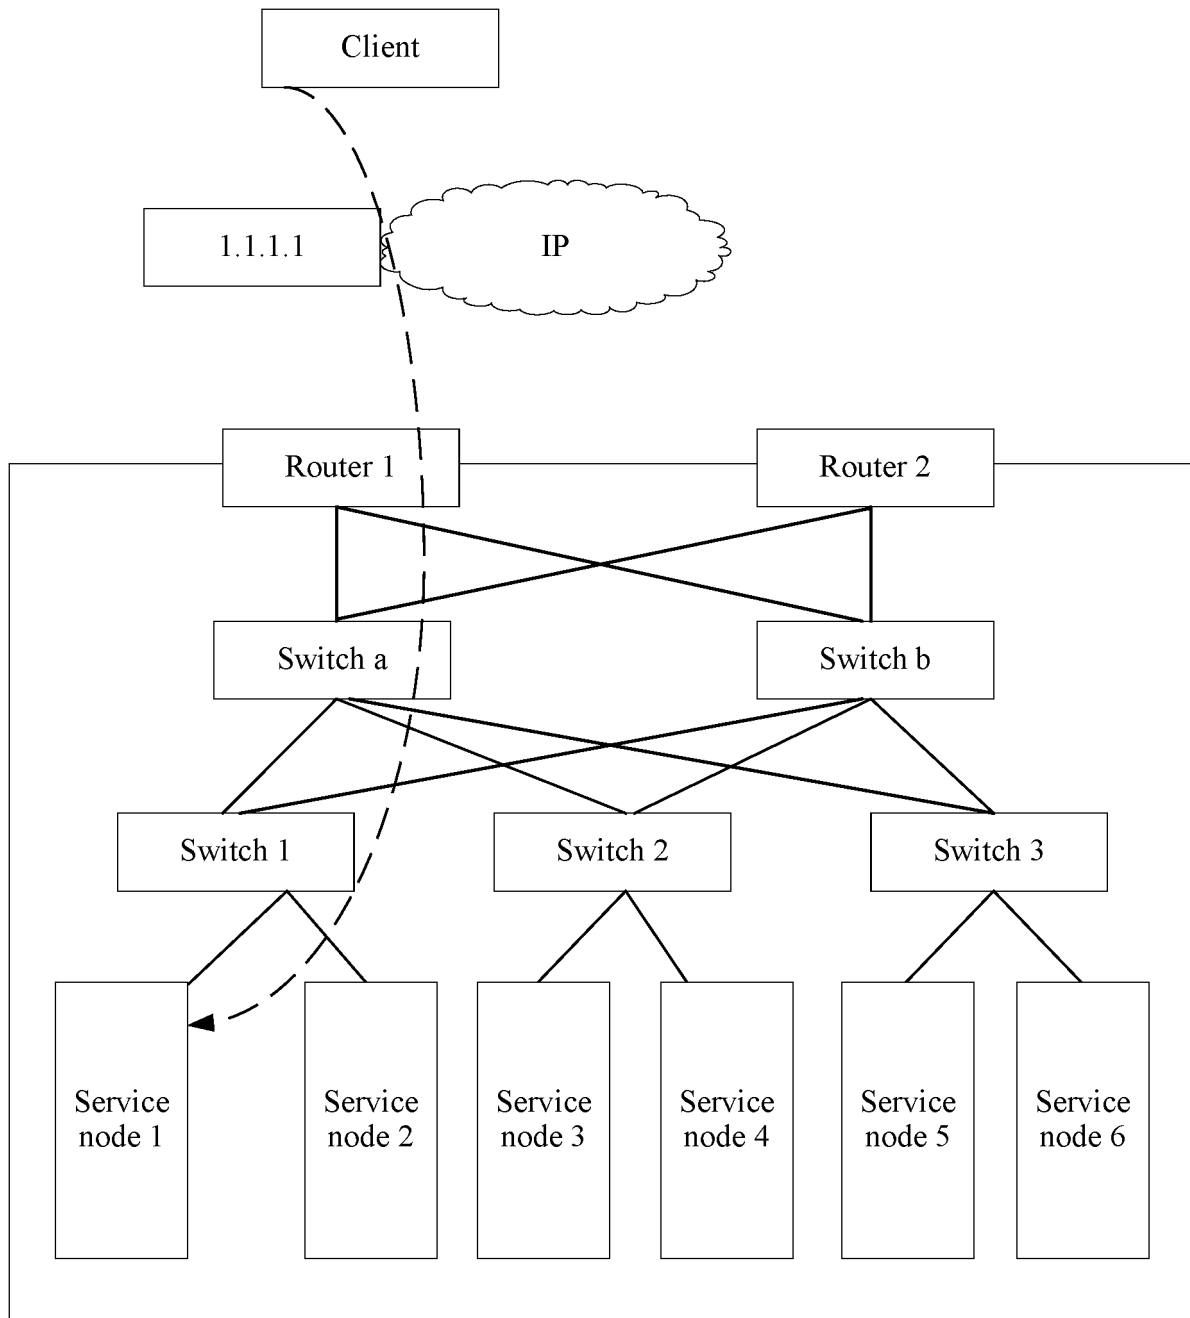 Client
1.1.1.1
IP
Router 1
Router 2
Switch a
Switch b
Switch 1
Switch 2
Switch 3
Service
node 1
Service
node 2
Service
node 3
Service
node 4
Service
node 5
Service
node 6